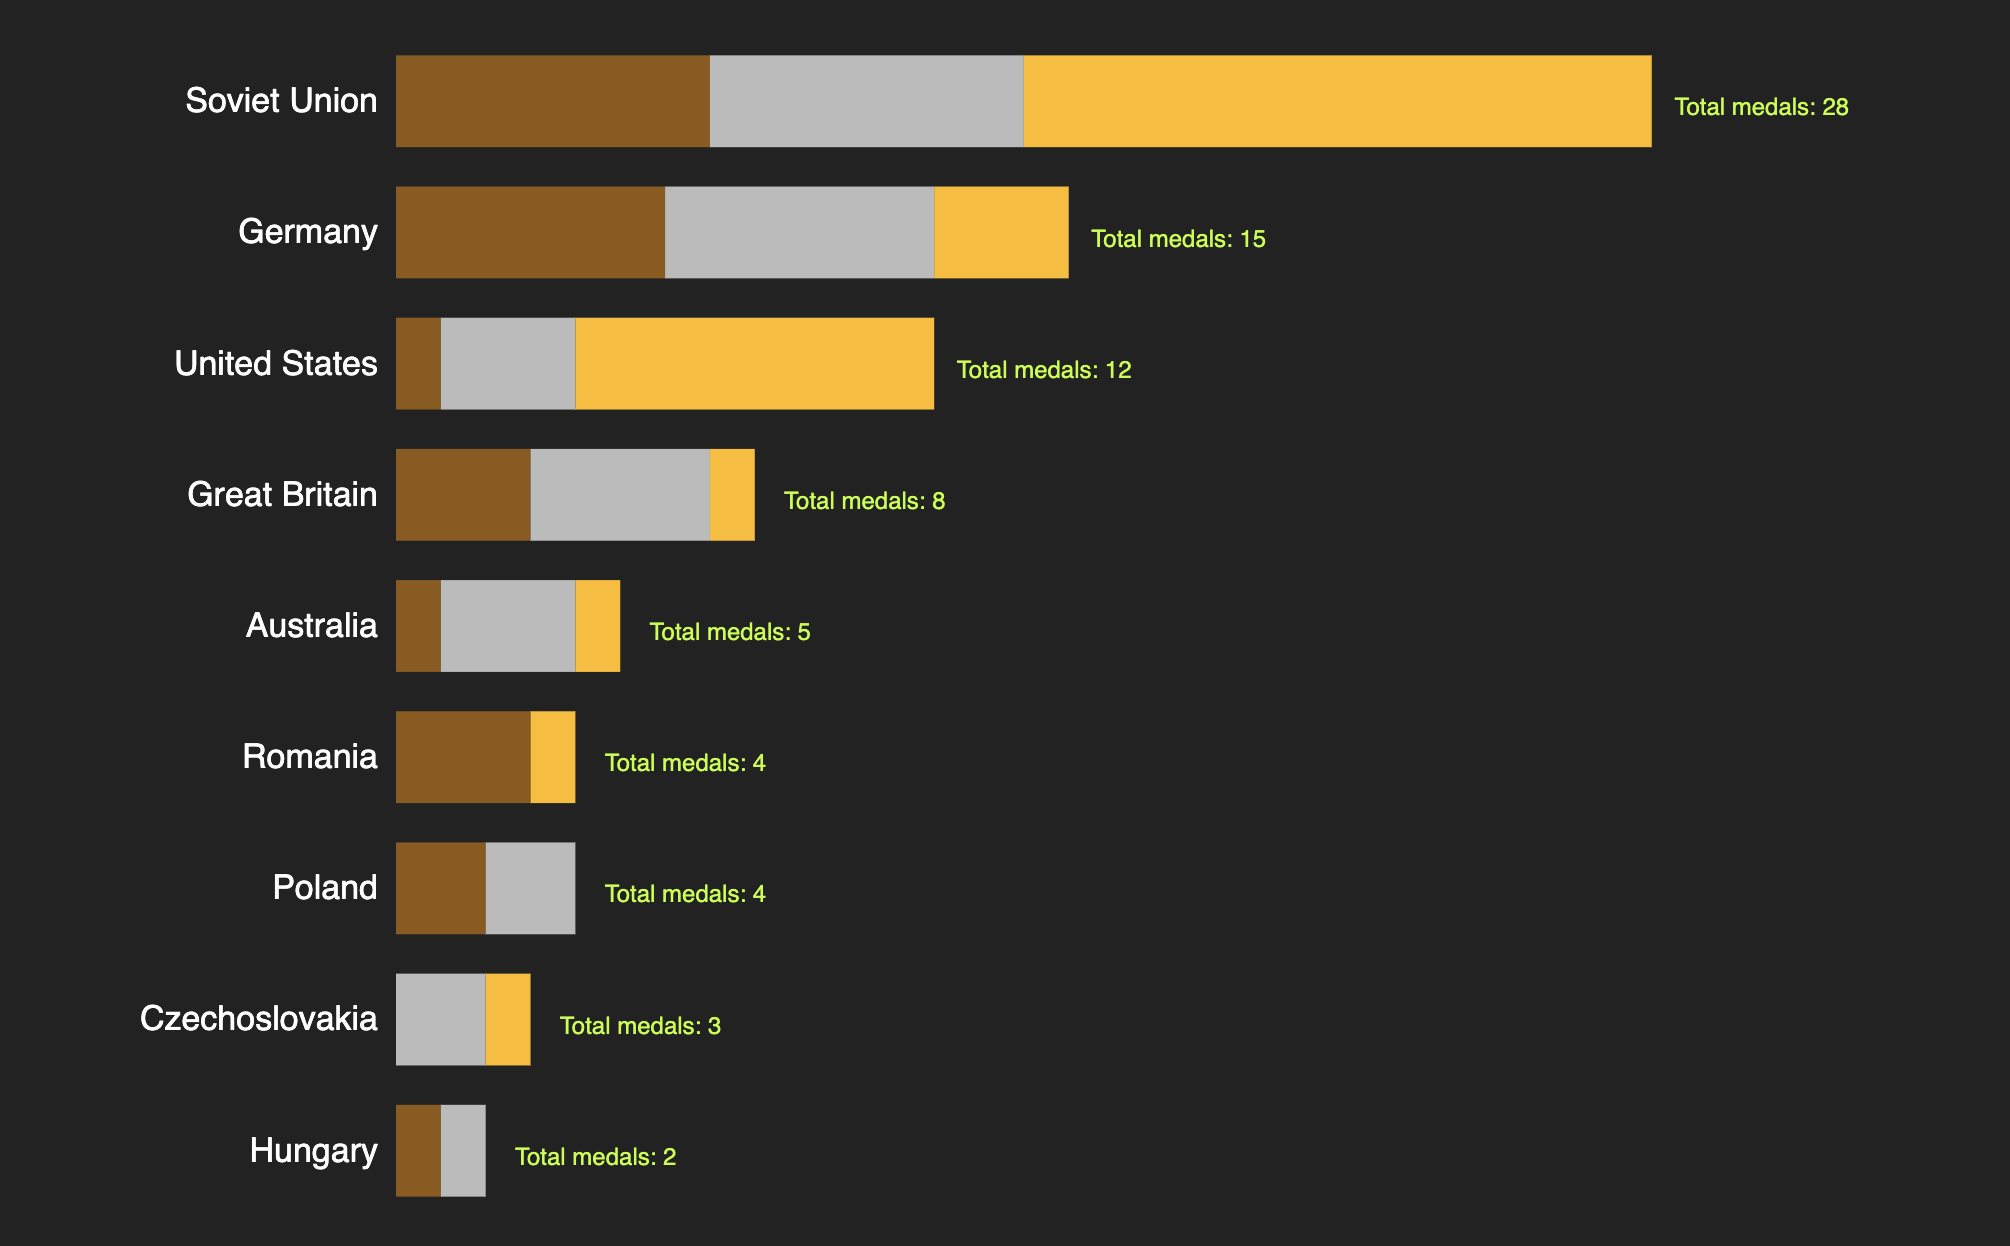 Soviet Union Total medals: 28
Germany Total medals: 15
United States Total medals: 12
Great Britain Total medals: 8
Australia Total medals: 5
Romania Total medals: 4
Poland Total medals: 4
Czechoslovakia Total medals: 3
Hungary Total medals: 2